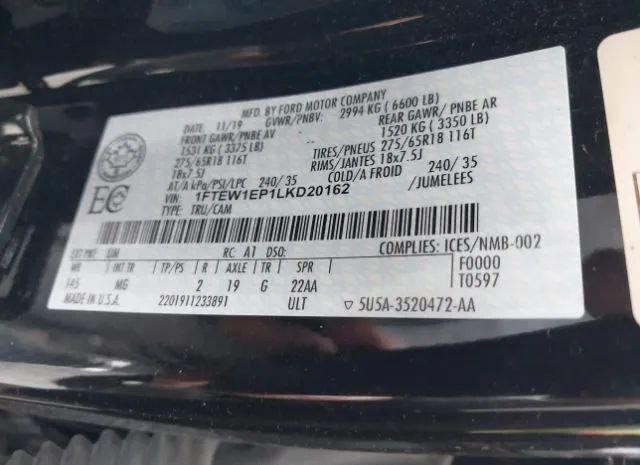 MFD. BY FORD MOTOR COMPANY
DATE: 11/19 GVWR/PNBV: 2994 KG ( 6600 LB)
FRONT GAWR/PNBE AV REAR GAWR/ PNBE AR
1531 KG ( 3375 LB) 1520 KG ( 3350 LB)
275/65R18 116T TIRES/PNEUS 275/65R18 116T
18x7.5J RIMS/JANTES 18x7.5J
AT/A kPa/PSI/LPC 240/35 COLD/A FROID 240/35
EC VIN: 1FTEW1EP1LKD20162 /JUMELEES
TYPE: TRU/CAM
EXT PNT: RC: A1 DSO: COMPLIES: ICES/NMB-002
WB INT TR TP/PS R AXLE TR SPR F0000
145 MG 2 19 G 22AA T0597
MADE IN U.S.A. 2201911233891 ULT ▽ 5U5A-3520472-AA